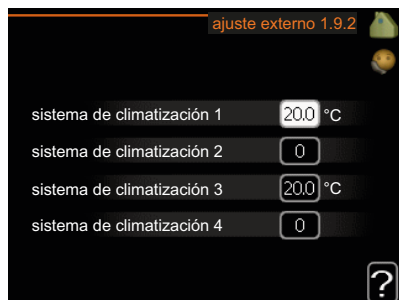 ajuste externo 1.9.2
sistema de climatización 1 20.0 °C
sistema de climatización 2 0
sistema de climatización 3 20.0 °C
sistema de climatización 4 0
?